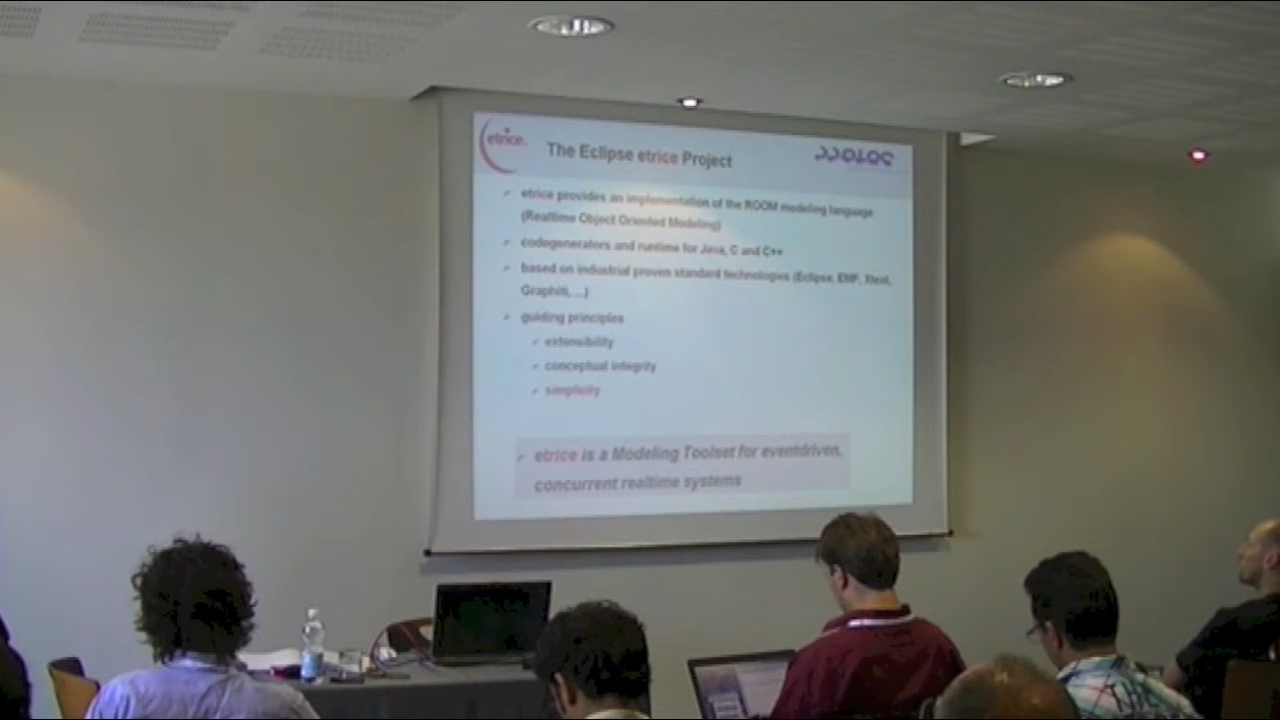 etrice.
The Eclipse etrice Project
PROTOS
etrice provides an implementation of the ROOM modeling language
(Realtime Object Oriented Modeling)
codegenerators and runtime for Java, C and C++
based on industrial proven standard technologies (Eclipse, EMF, Xtext,
Graphiti, ...)
guiding principles
extensibility
conceptual integrity
simplicity
etrice is a Modeling Toolset for eventdriven,
concurrent realtime systems